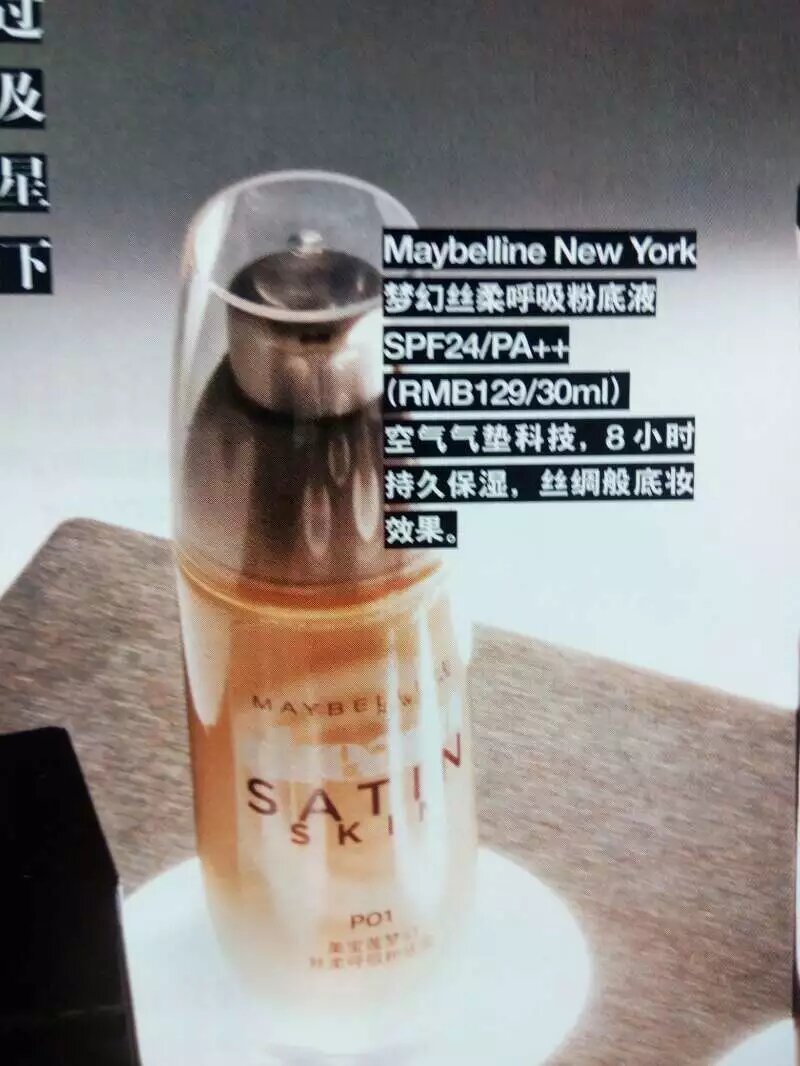 过
及
星
下
Maybelline New York
梦幻丝柔呼吸粉底液
SPF24/PA++
(RMB129/30ml)
空气气垫科技，8小时
持久保湿，丝绸般底妆
效果。
SATIN
SKIN
P01